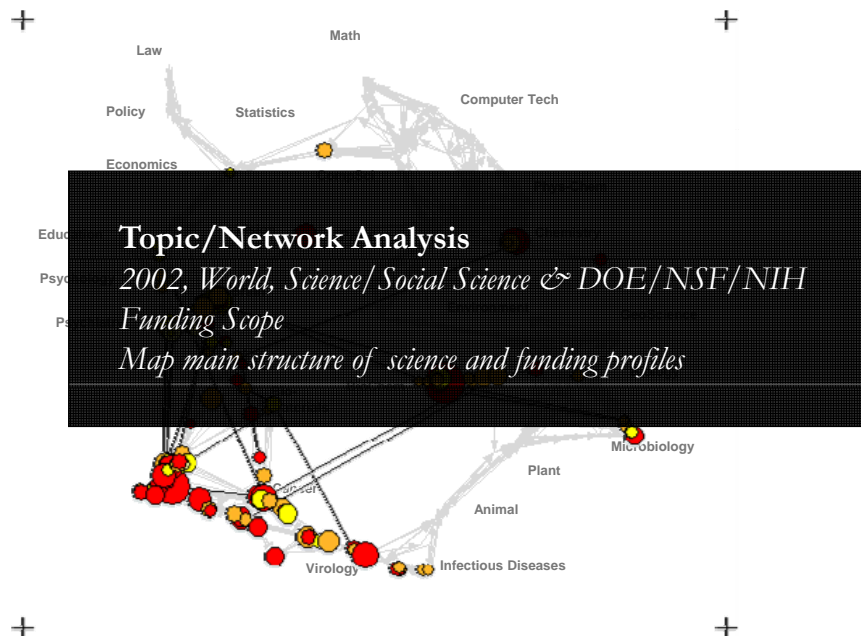 Math
Law
Computer Tech
Policy
Statistics
Economics
Topic/Network Analysis
2002, World, Science/Social Science & DOE/NSF/NIH
Funding Scope
Map main structure of science and funding profiles
Microbiology
Plant
Cancer
Animal
Virology
Infectious Diseases